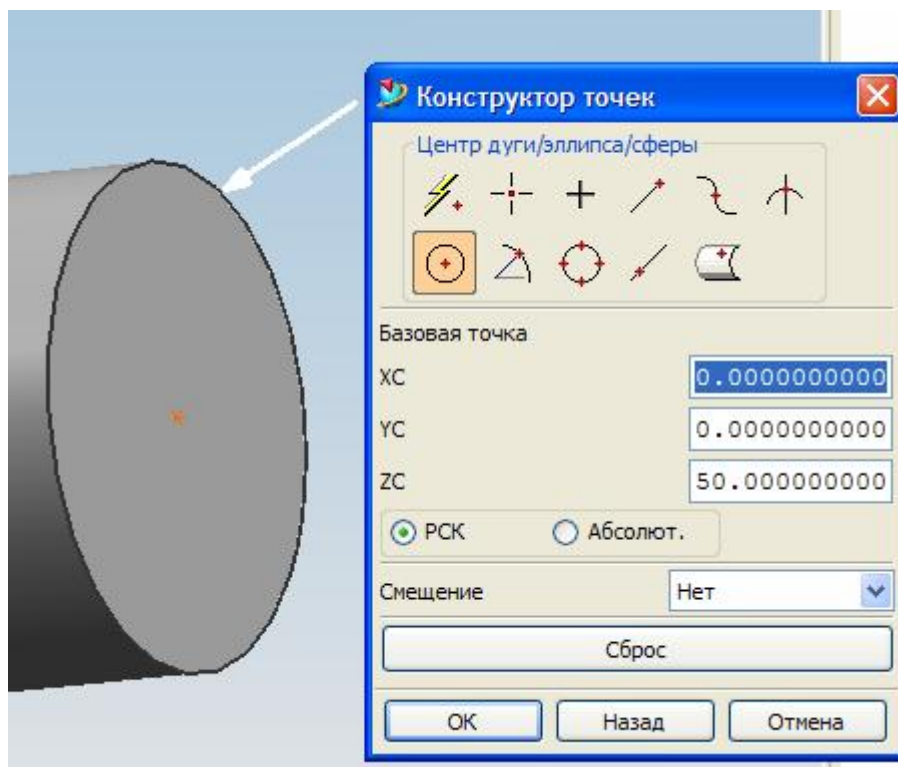 Конструктор точек
Центр дуги/эллипса/сферы
Базовая точка
XC 0.0000000000
YC 0.0000000000
ZC 50.000000000
РСК Абсолют.
Смещение Нет
Сброс
OK Назад Отмена